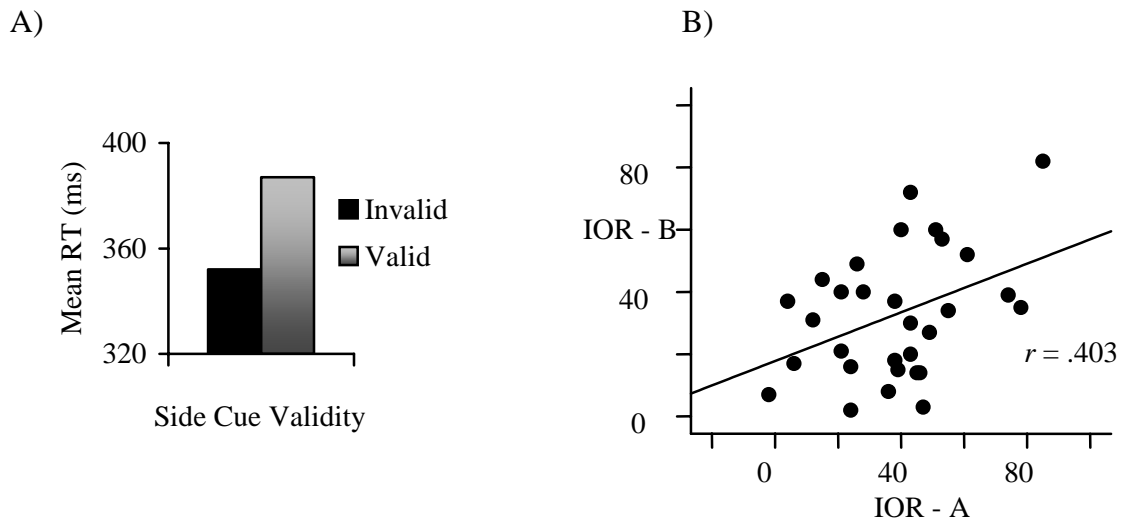 A)
400
360
320
Mean RT (ms)
Invalid
Valid
Side Cue Validity
B)
80
IOR - B
40
0
r = .403
0 40 80
IOR - A